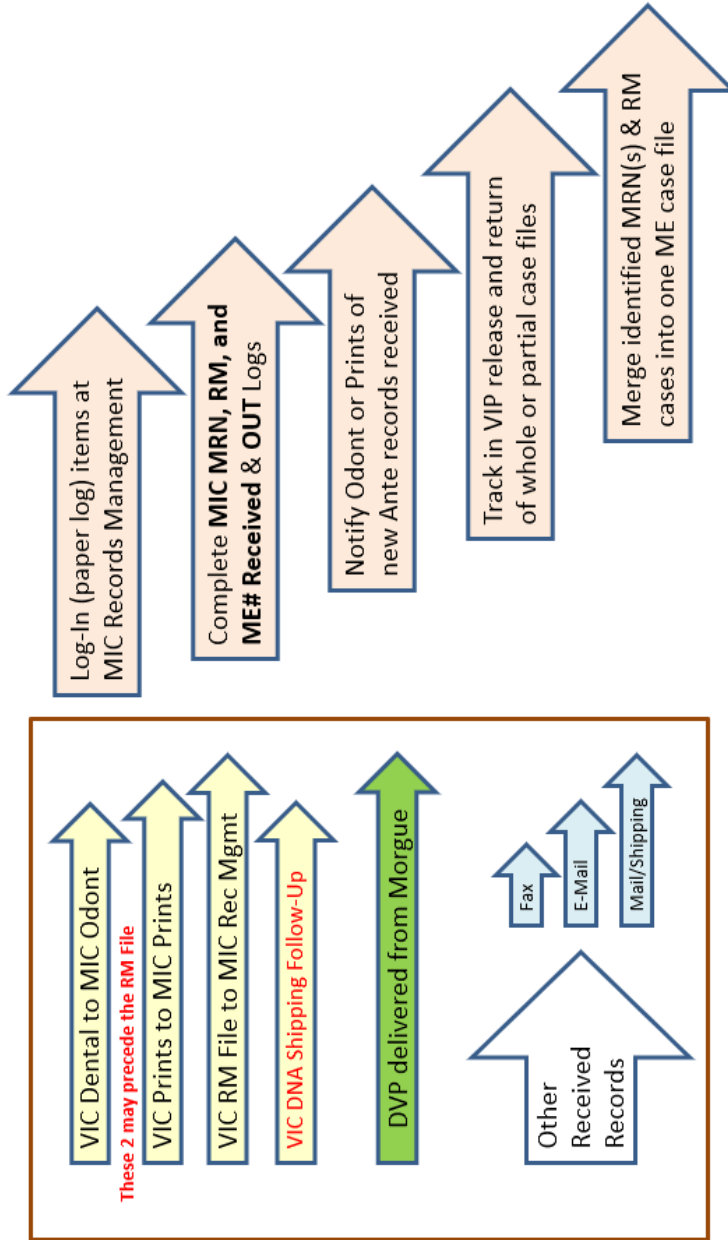 VIC Dental to MIC Odont
These 2 may precede the RM File
VIC Prints to MIC Prints
VIC RM File to MIC Rec Mgmt
VIC DNA Shipping Follow-Up
DVP delivered from Morgue
Other
Received
Records
Fax
E-Mail
Mail/Shipping
Log-In (paper log) items at
MIC Records Management
Complete MIC MRN, RM, and
ME# Received & OUT Logs
Notify Odont or Prints of
new Ante records received
Track in VIP release and return
of whole or partial case files
Merge identified MRN(s) & RM
cases into one ME case file